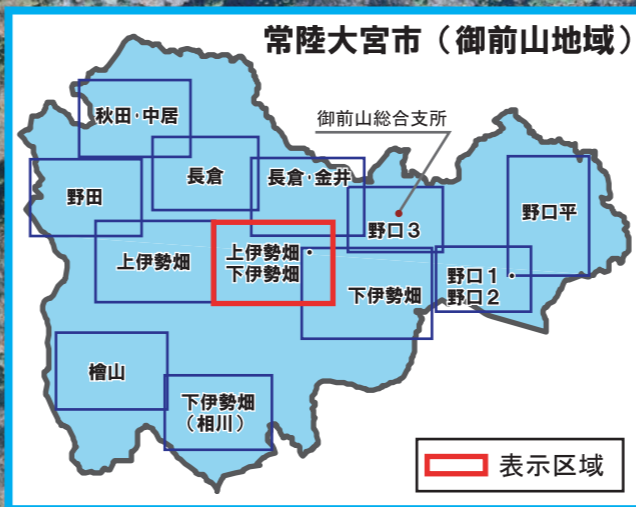 常陸大宮市（御前山地域）
御前山総合支所
秋田・中居
長倉
長倉・金井
野田
野口３
野口平
上伊勢畑
上伊勢畑・
下伊勢畑
下伊勢畑
野口１・
野口２
檜山
下伊勢畑
（相川）
表示区域